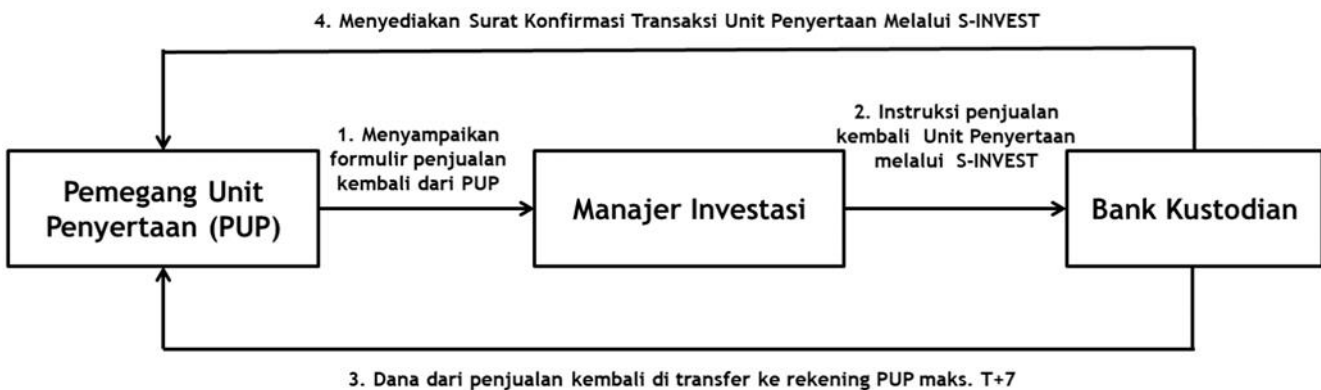 4. Menyediakan Surat Konfirmasi Transaksi Unit Penyertaan Melalui S-INVEST
1. Menyampaikan
formulir penjualan
kembali dari PUP
2. Instruksi penjualan
kembali Unit Penyertaan
melalui S-INVEST
Pemegang Unit
Penyertaan (PUP)
Manajer Investasi
Bank Kustodian
3. Dana dari penjualan kembali di transfer ke rekening PUP maks. T+7